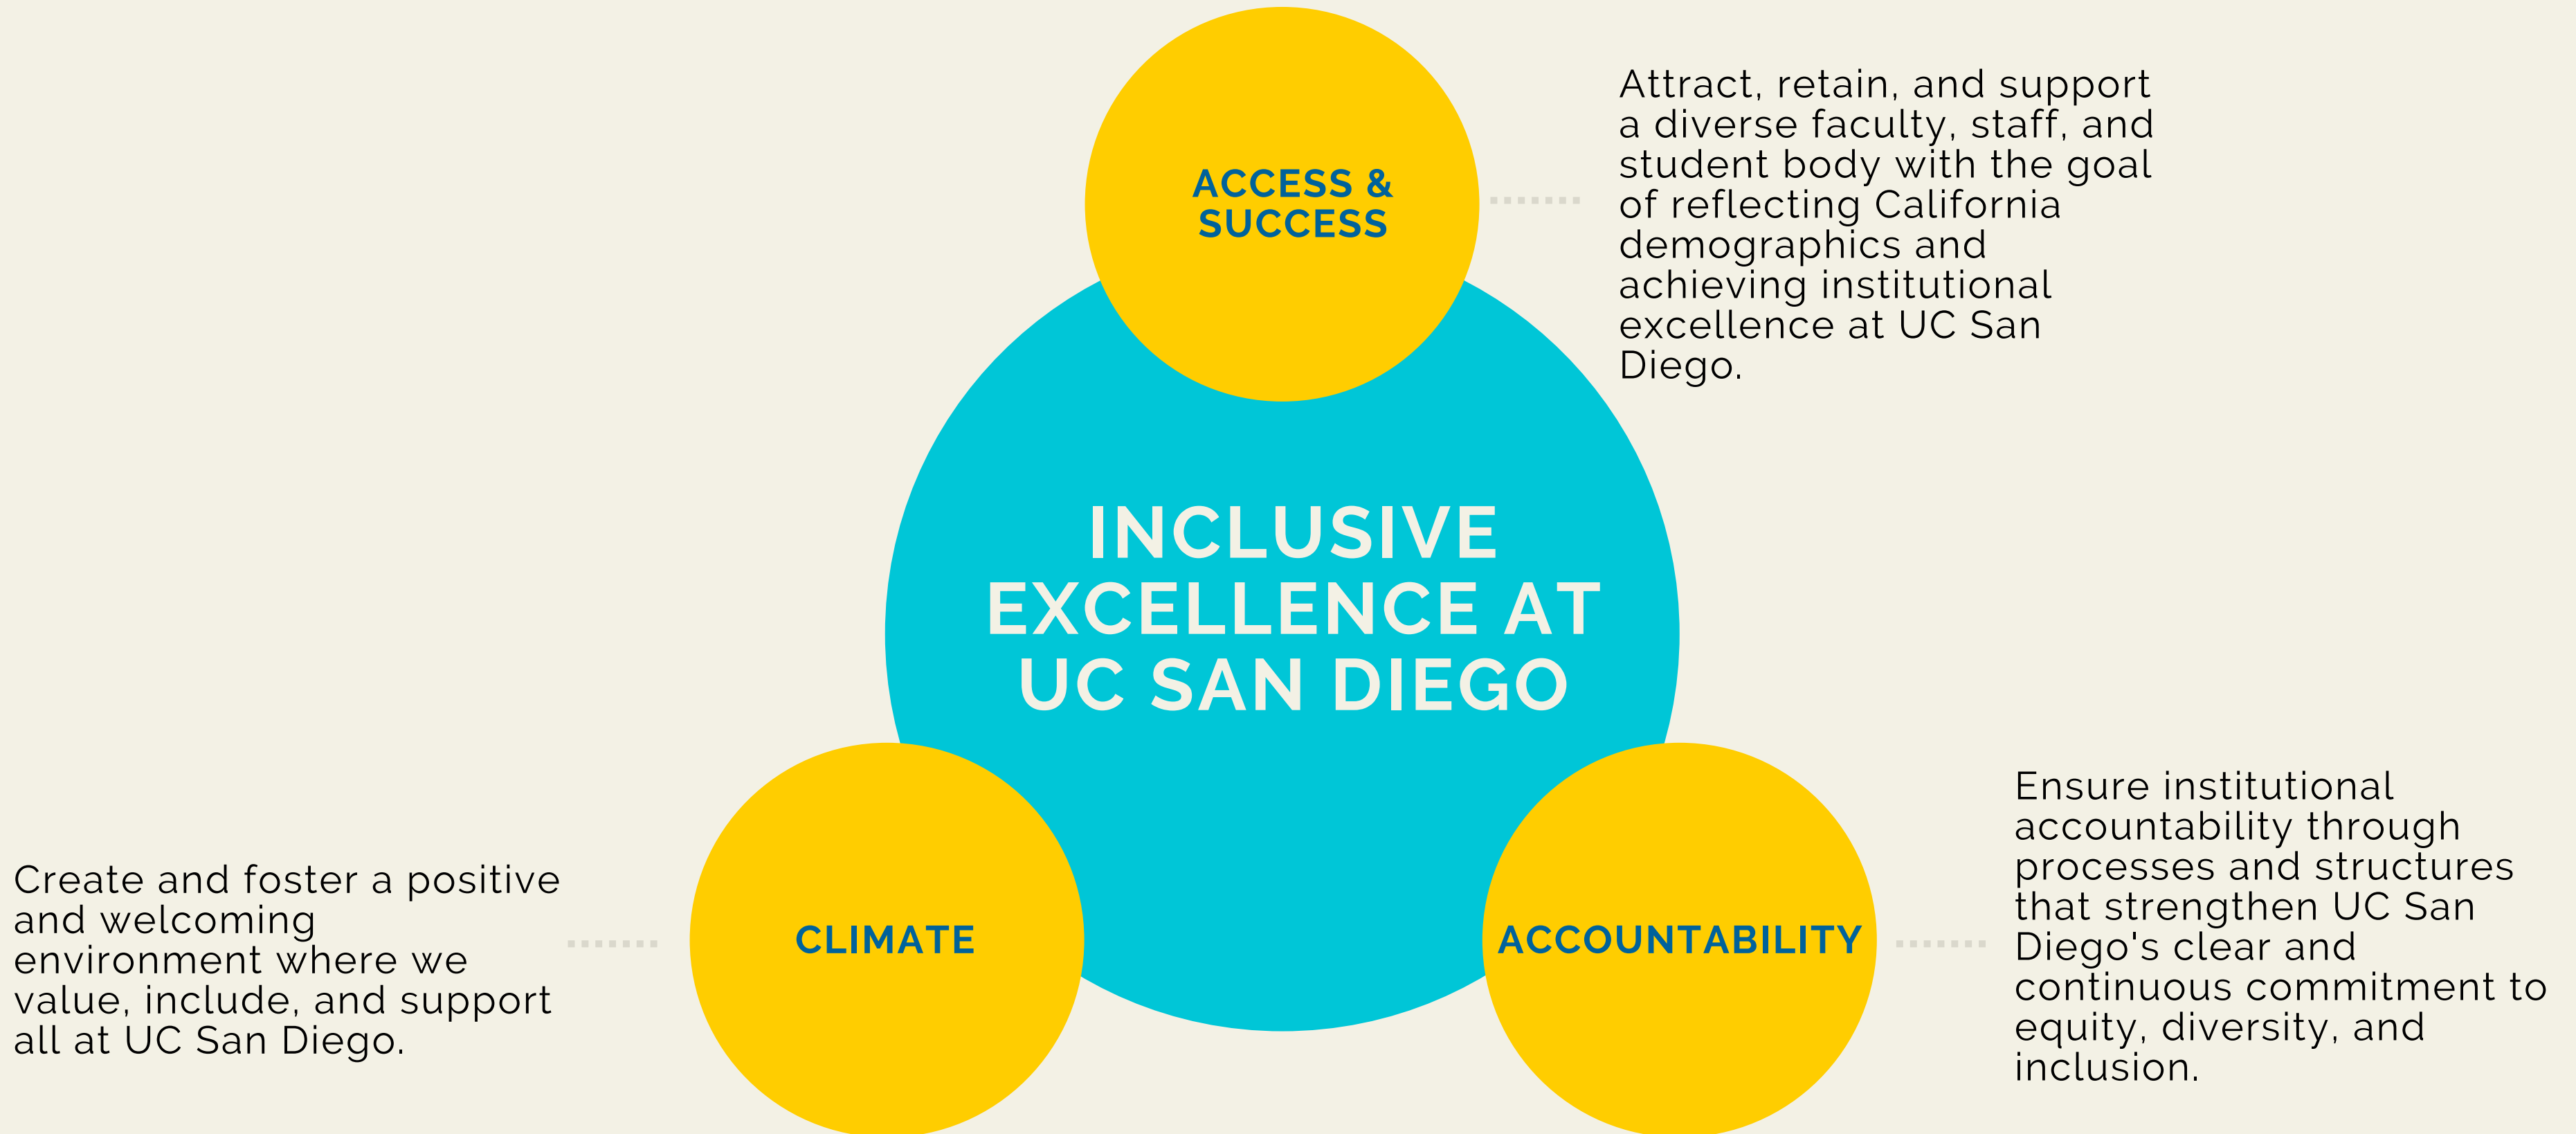 ACCESS &
SUCCESS
Attract, retain, and support
a diverse faculty, staff, and
student body with the goal
of reflecting California
demographics and
achieving institutional
excellence at UC San
Diego.
INCLUSIVE
EXCELLENCE AT
UC SAN DIEGO
Create and foster a positive
and welcoming
environment where we
value, include, and support
all at UC San Diego.
CLIMATE
ACCOUNTABILITY
Ensure institutional
accountability through
processes and structures
that strengthen UC San
Diego's clear and
continuous commitment to
equity, diversity, and
inclusion.